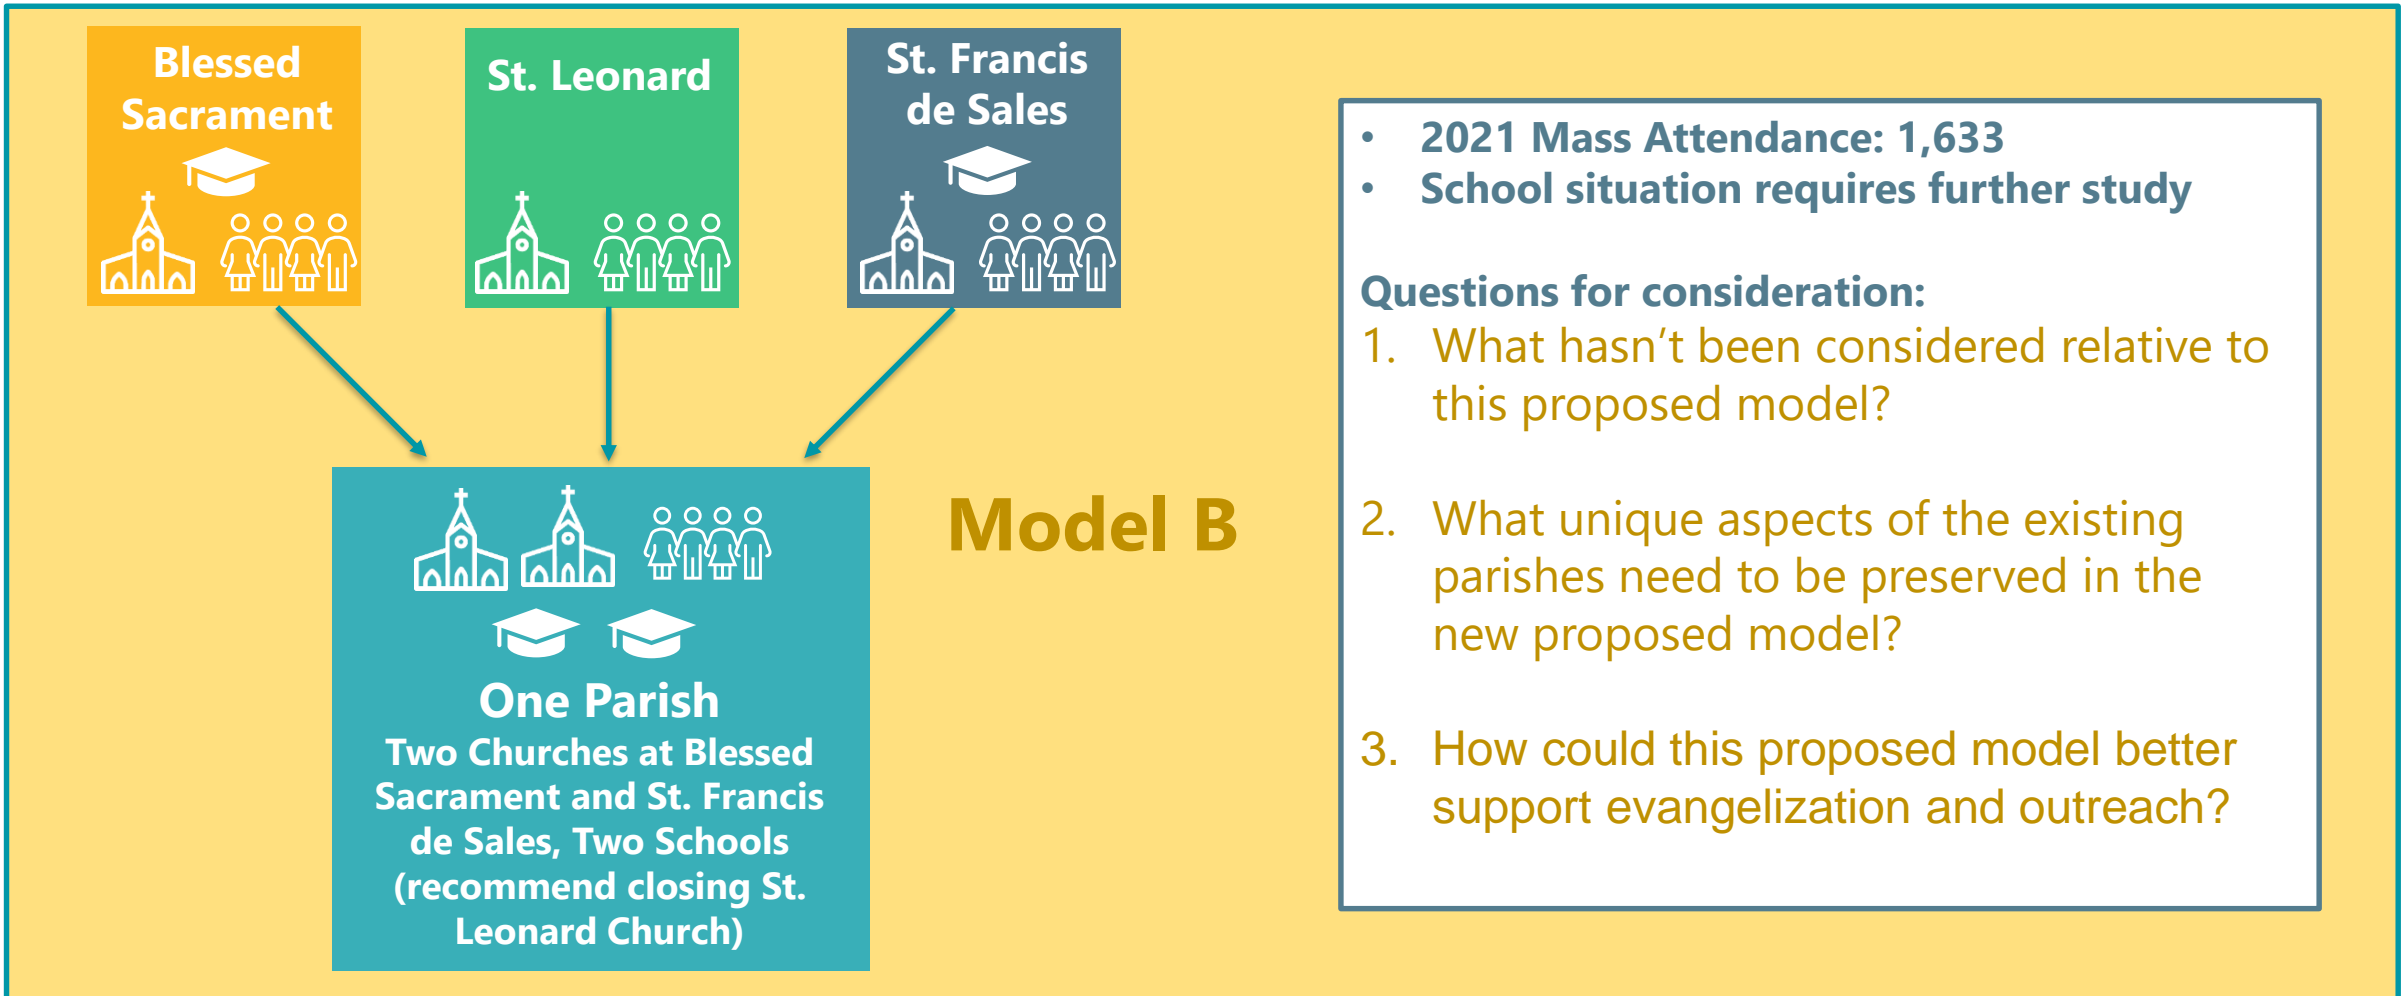 Blessed
Sacrament
St. Leonard
St. Francis
de Sales
One Parish
Two Churches at Blessed
Sacrament and St. Francis
de Sales, Two Schools
(recommend closing St.
Leonard Church)
Model B
• 2021 Mass Attendance: 1,633
• School situation requires further study
Questions for consideration:
1. What hasn’t been considered relative to
this proposed model?
2. What unique aspects of the existing
parishes need to be preserved in the
new proposed model?
3. How could this proposed model better
support evangelization and outreach?